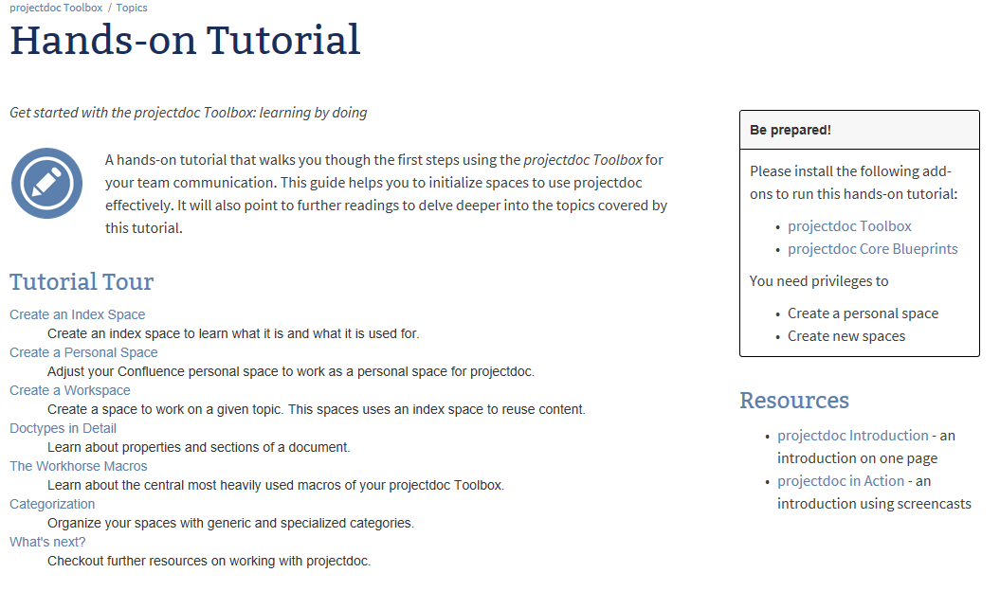 projectdoc Toolbox / Topics
Hands-on Tutorial
Get started with the projectdoc Toolbox: learning by doing
A hands-on tutorial that walks you though the first steps using the projectdoc Toolbox for
your team communication. This guide helps you to initialize spaces to use projectdoc
effectively. It will also point to further readings to delve deeper into the topics covered by
this tutorial.
Tutorial Tour
Create an Index Space
Create an index space to learn what it is and what it is used for.
Create a Personal Space
Adjust your Confluence personal space to work as a personal space for projectdoc.
Create a Workspace
Create a space to work on a given topic. This spaces uses an index space to reuse content.
Doctypes in Detail
Learn about properties and sections of a document.
The Workhorse Macros
Learn about the central most heavily used macros of your projectdoc Toolbox.
Categorization
Organize your spaces with generic and specialized categories.
What's next?
Checkout further resources on working with projectdoc.
Be prepared!
Please install the following add-
ons to run this hands-on tutorial:
• projectdoc Toolbox
• projectdoc Core Blueprints
You need privileges to
• Create a personal space
• Create new spaces
Resources
• projectdoc Introduction - an
introduction on one page
• projectdoc in Action - an
introduction using screencasts